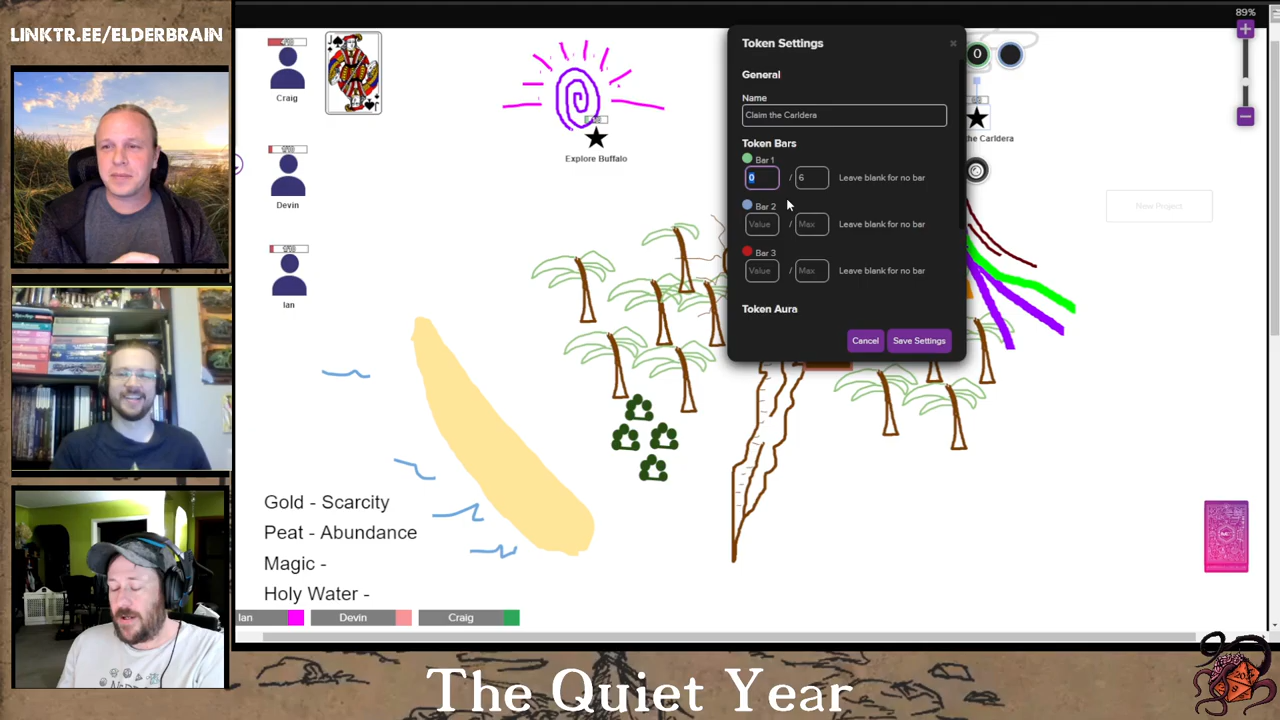 LINKTR.EE/ELDERBRAIN
89%
Craig
Devin
Ian
Explore Buffalo
Token Settings
General
Name
Claim the Carldera
Token Bars
Bar 1
0 / 6 Leave blank for no bar
Bar 2
Value / Max Leave blank for no bar
Bar 3
Value / Max Leave blank for no bar
Token Aura
Cancel Save Settings
0
the Carldera
New Project
Gold - Scarcity
Peat - Abundance
Magic -
Holy Water -
Ian Devin Craig
The Quiet Year